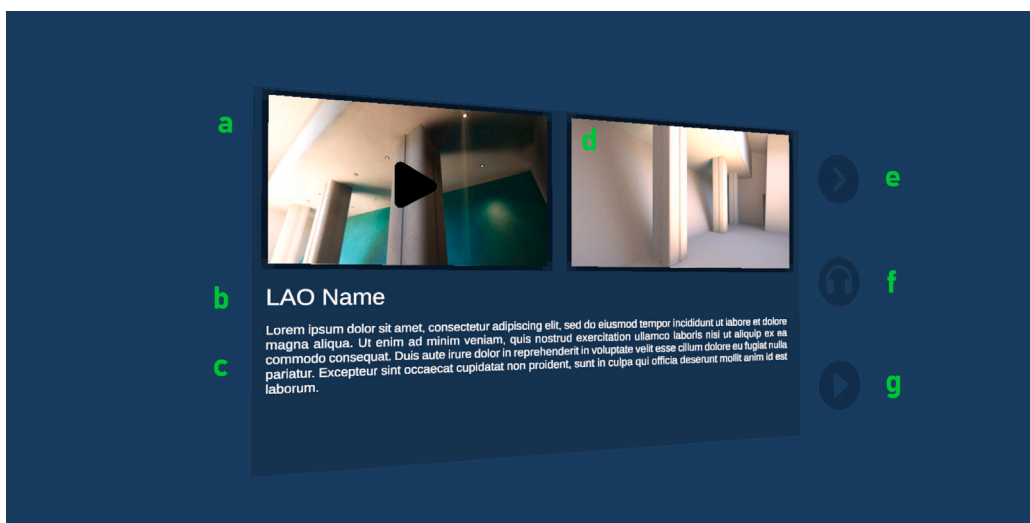 a
d
e
b
LAO Name
f
Lorem ipsum dolor sit amet, consectetur adipiscing elit, sed do eiusmod tempor incididunt ut labore et dolore
magna aliqua. Ut enim ad minim veniam, quis nostrud exercitation ullamco laboris nisi ut aliquip ex ea
commodo consequat. Duis aute irure dolor in reprehenderit in voluptate velit esse cillum dolore eu fugiat nulla
pariatur. Excepteur sint occaecat cupidatat non proident, sunt in culpa qui officia deserunt mollit anim id est
laborum.
c
g